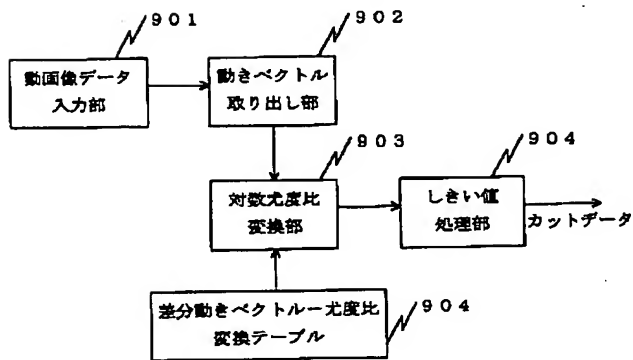 ９０１
動画像データ
入力部
９０２
動きベクトル
取り出し部
９０３
対数尤度比
変換部
９０４
しきい値
処理部
カットデータ
差分動きベクトルー尤度比
変換テーブル
９０４